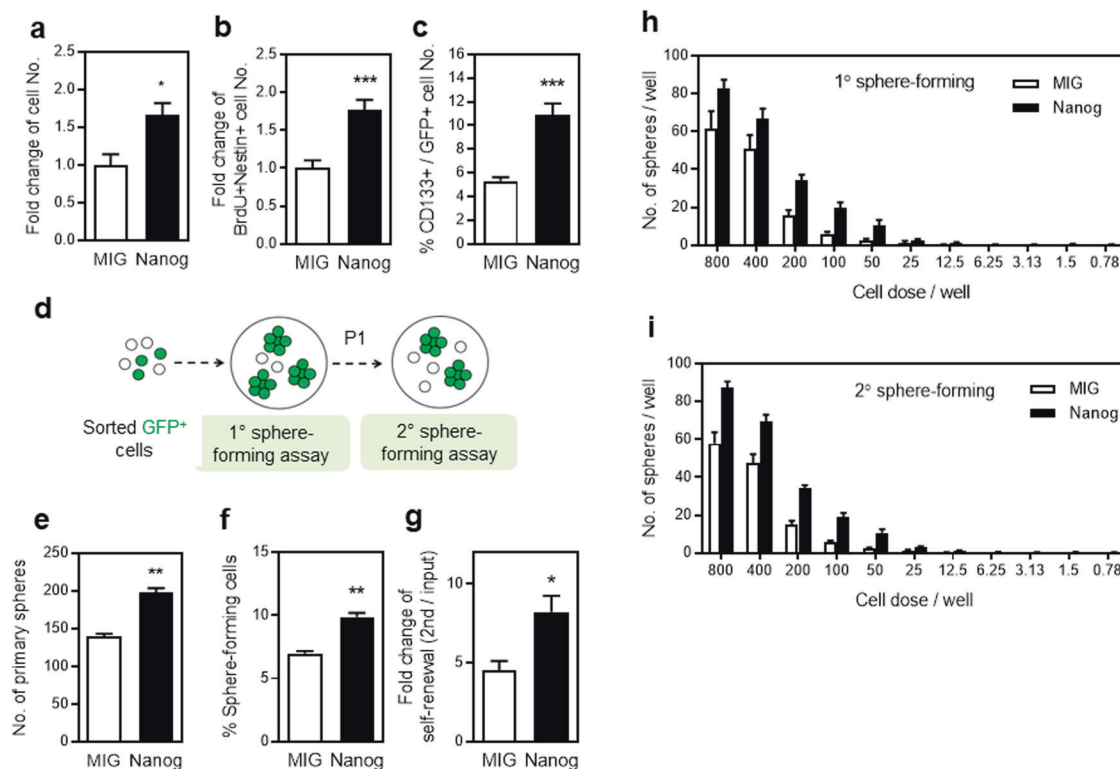 a
Fold change of cell No.
2.5
2.0
1.5
1.0
0.5
0.0
*
MIG Nanog
b
Fold change of
BrdU+Nestin+ cell No.
2.5
2.0
1.5
1.0
0.5
0.0
***
MIG Nanog
c
% CD133+ / GFP+ cell No.
16
14
12
10
8
6
4
2
0
***
MIG Nanog
d
P1
Sorted GFP+
cells
1° sphere-
forming assay
2° sphere-
forming assay
e
No. of primary spheres
250
200
150
100
50
0
**
MIG Nanog
f
% Sphere-forming cells
15
10
5
0
**
MIG Nanog
g
Fold change of
self-renewal (2nd / input)
10
5
0
*
MIG Nanog
h
No. of spheres / well
100
80
60
40
20
0
1° sphere-forming
MIG
Nanog
800 400 200 100 50 25 12.5 6.25 3.13 1.5 0.78
Cell dose / well
i
No. of spheres / well
100
80
60
40
20
0
2° sphere-forming
MIG
Nanog
800 400 200 100 50 25 12.5 6.25 3.13 1.5 0.78
Cell dose / well